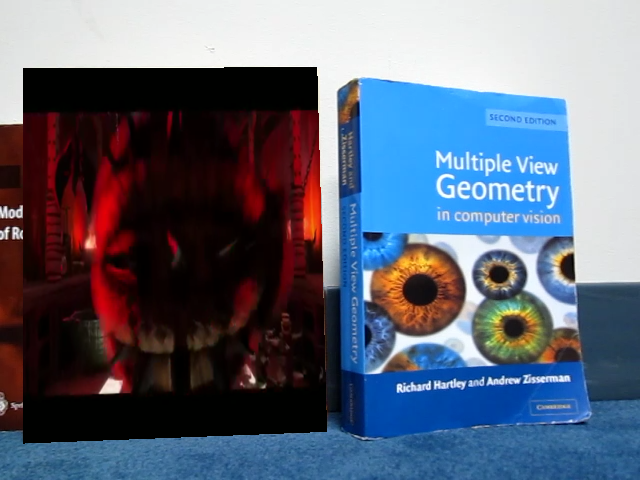 Mod
of Ro
Hartley and
Zisserman
Multiple View Geometry
SECOND EDITION
Multiple View
Geometry
in computer vision
Richard Hartley and Andrew Zisserman
CAMBRIDGE